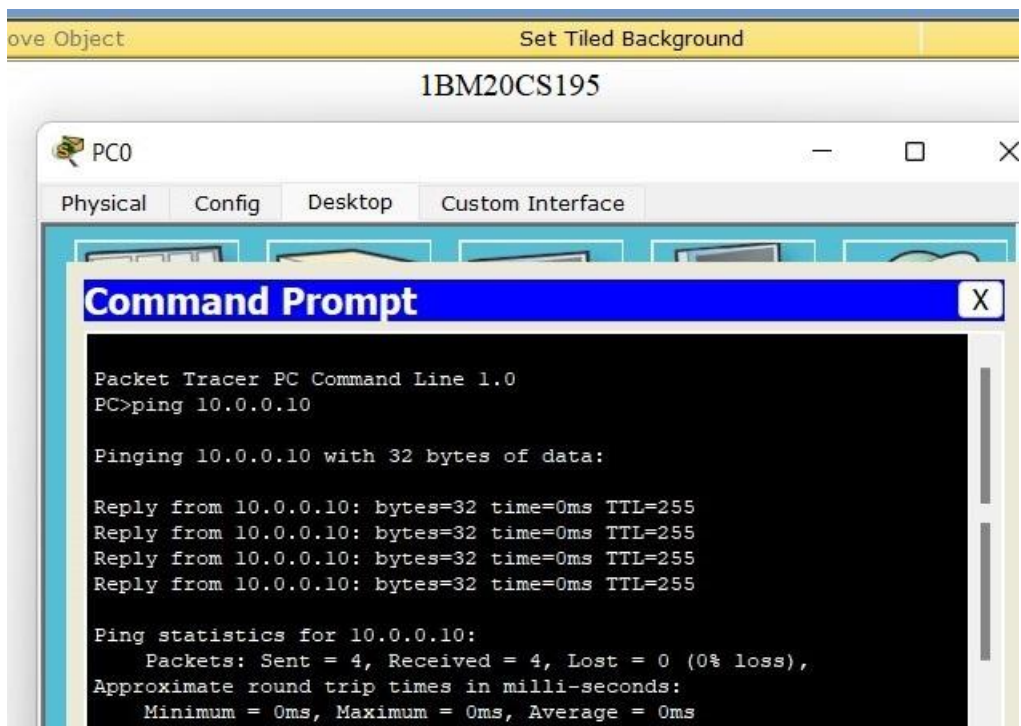 ove Object Set Tiled Background
1BM20CS195
PC0
Physical Config Desktop Custom Interface
Command Prompt X
Packet Tracer PC Command Line 1.0
PC>ping 10.0.0.10
Pinging 10.0.0.10 with 32 bytes of data:
Reply from 10.0.0.10: bytes=32 time=0ms TTL=255
Reply from 10.0.0.10: bytes=32 time=0ms TTL=255
Reply from 10.0.0.10: bytes=32 time=0ms TTL=255
Reply from 10.0.0.10: bytes=32 time=0ms TTL=255
Ping statistics for 10.0.0.10:
Packets: Sent = 4, Received = 4, Lost = 0 (0% loss),
Approximate round trip times in milli-seconds:
Minimum = 0ms, Maximum = 0ms, Average = 0ms